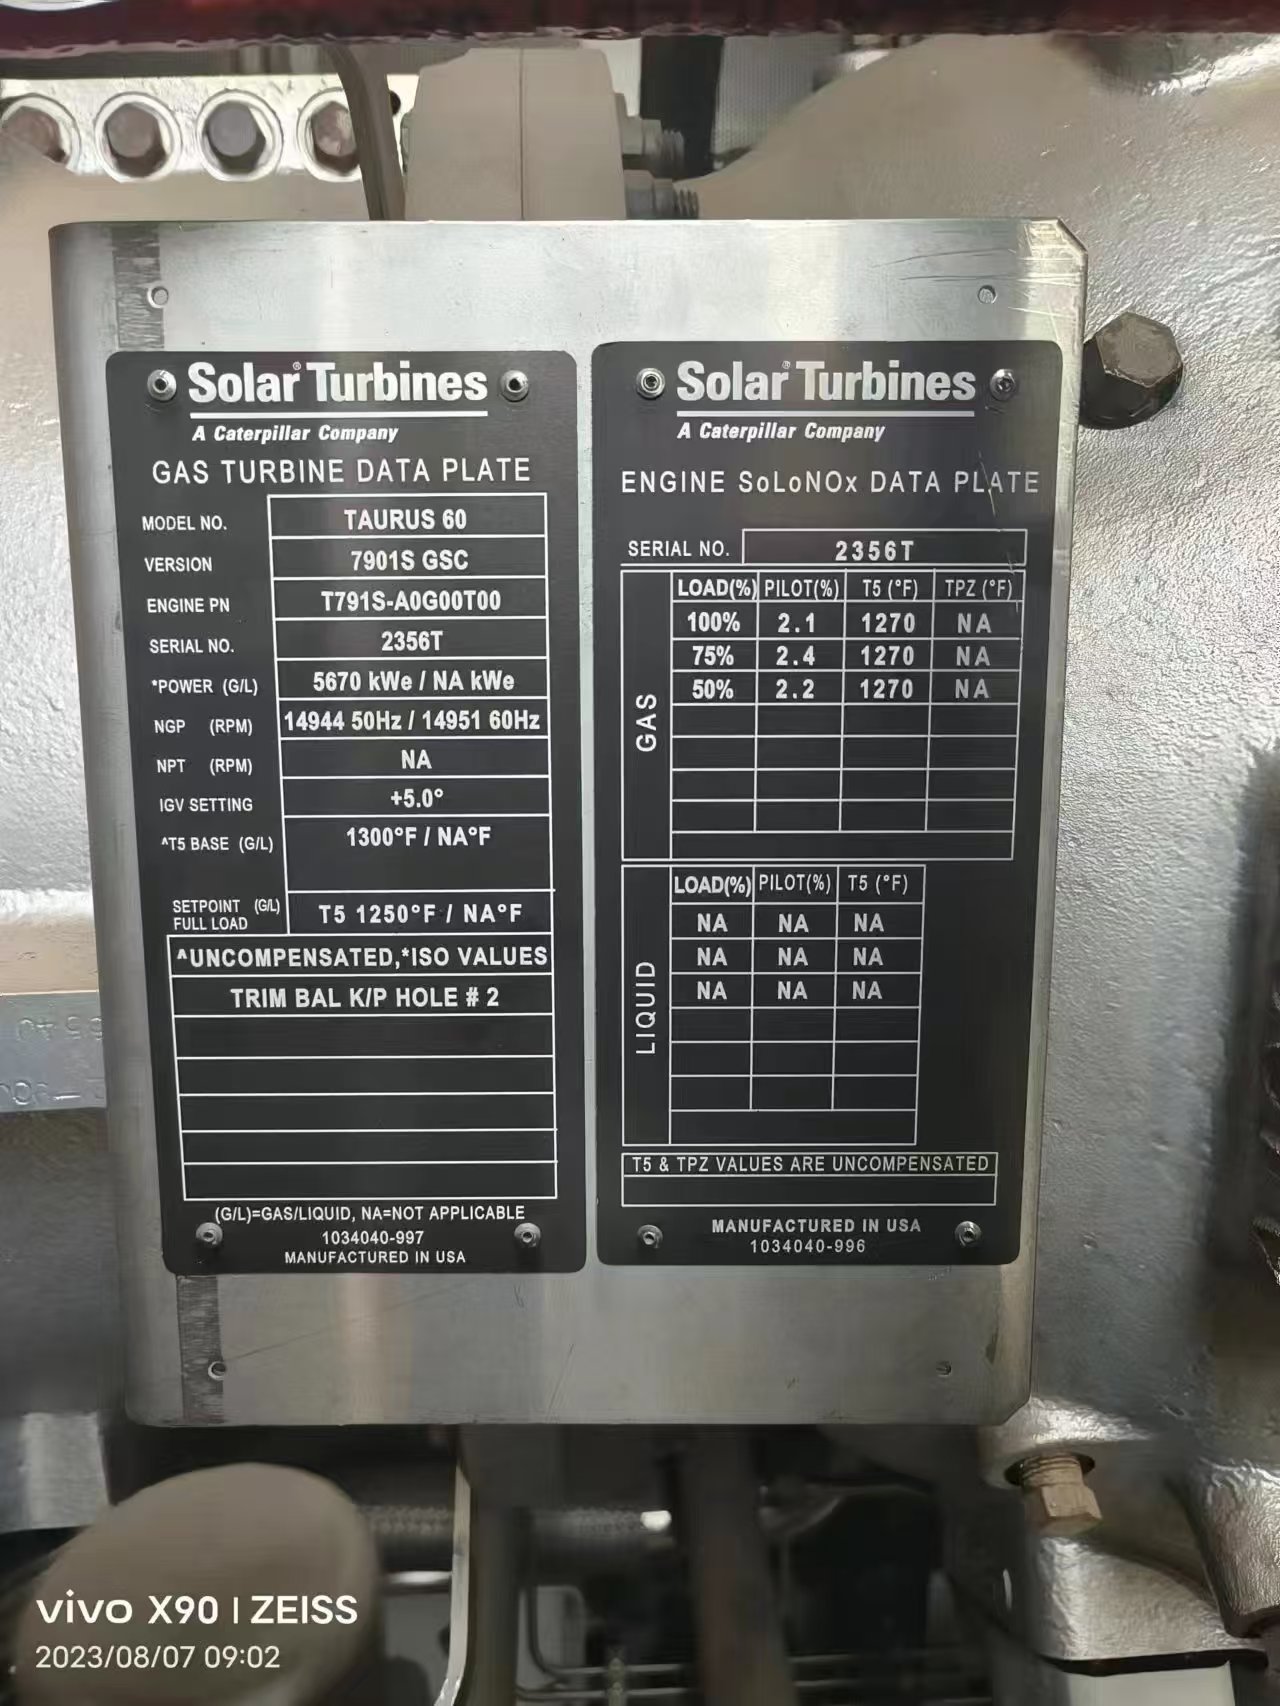 Solar® Turbines
A Caterpillar Company
GAS TURBINE DATA PLATE
MODEL NO. TAURUS 60
VERSION 7901S GSC
ENGINE PN T791S-A0G00T00
SERIAL NO. 2356T
*POWER (G/L) 5670 kWe / NA kWe
NGP (RPM) 14944 50Hz / 14951 60Hz
NPT (RPM) NA
IGV SETTING +5.0°
^T5 BASE (G/L) 1300°F / NA°F
SETPOINT (G/L) FULL LOAD T5 1250°F / NA°F
^UNCOMPENSATED,*ISO VALUES
TRIM BAL K/P HOLE # 2
(G/L)=GAS/LIQUID, NA=NOT APPLICABLE
1034040-997
MANUFACTURED IN USA
Solar® Turbines
A Caterpillar Company
ENGINE SoLoNOx DATA PLATE
SERIAL NO. 2356T
GAS
LOAD(%) PILOT(%) T5 (°F) TPZ (°F)
100% 2.1 1270 NA
75% 2.4 1270 NA
50% 2.2 1270 NA
LIQUID
LOAD(%) PILOT(%) T5 (°F)
NA NA NA
NA NA NA
NA NA NA
T5 & TPZ VALUES ARE UNCOMPENSATED
MANUFACTURED IN USA
1034040-996
vivo X90 | ZEISS
2023/08/07 09:02